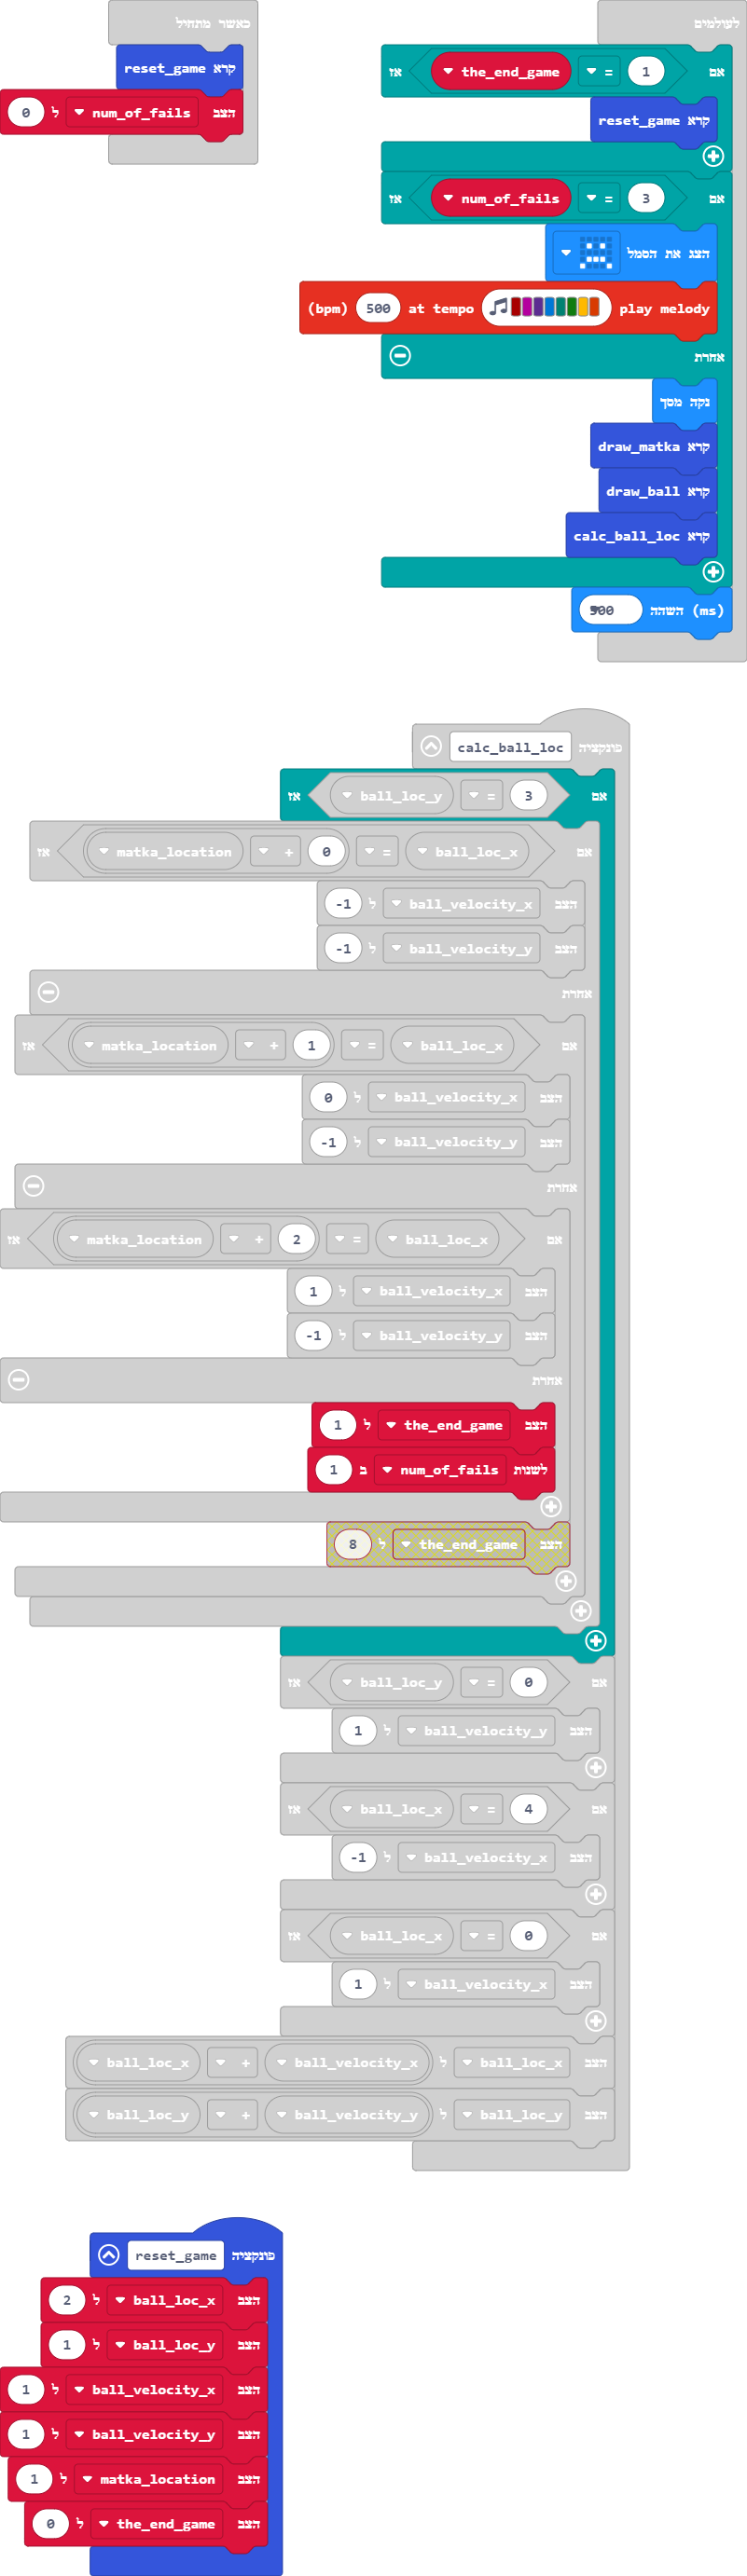 כאשר מתחיל
קרא reset_game
הצב num_of_fails ל 0
לעולמים
אם the_end_game = 1 אז
קרא reset_game
אם num_of_fails = 3 אז
הצג את הסמל
play melody at tempo 500 (bpm)
אחרת
נקה מסך
קרא draw_matka
קרא draw_ball
קרא calc_ball_loc
השהה (ms)
פונקציה calc_ball_loc
אם ball_loc_y = 3 אז
אם ball_loc_x = matka_location + 0 אז
הצב ball_velocity_x ל -1
הצב ball_velocity_y ל -1
אחרת
אם ball_loc_x = matka_location + 1 אז
הצב ball_velocity_x ל 0
הצב ball_velocity_y ל -1
אחרת
אם ball_loc_x = matka_location + 2 אז
הצב ball_velocity_x ל 1
הצב ball_velocity_y ל -1
אחרת
הצב the_end_game ל 1
לשנות num_of_fails ב 1
הצב the_end_game ל 8
אם ball_loc_y = 0 אז
הצב ball_velocity_y ל 1
אם ball_loc_x = 4 אז
הצב ball_velocity_x ל -1
אם ball_loc_x = 0 אז
הצב ball_velocity_x ל 1
הצב ball_loc_x ל ball_velocity_x + ball_loc_x
הצב ball_loc_y ל ball_velocity_y + ball_loc_y
פונקציה reset_game
הצב ball_loc_x ל 2
הצב ball_loc_y ל 1
הצב ball_velocity_x ל 1
הצב ball_velocity_y ל 1
הצב matka_location ל 1
הצב the_end_game ל 0